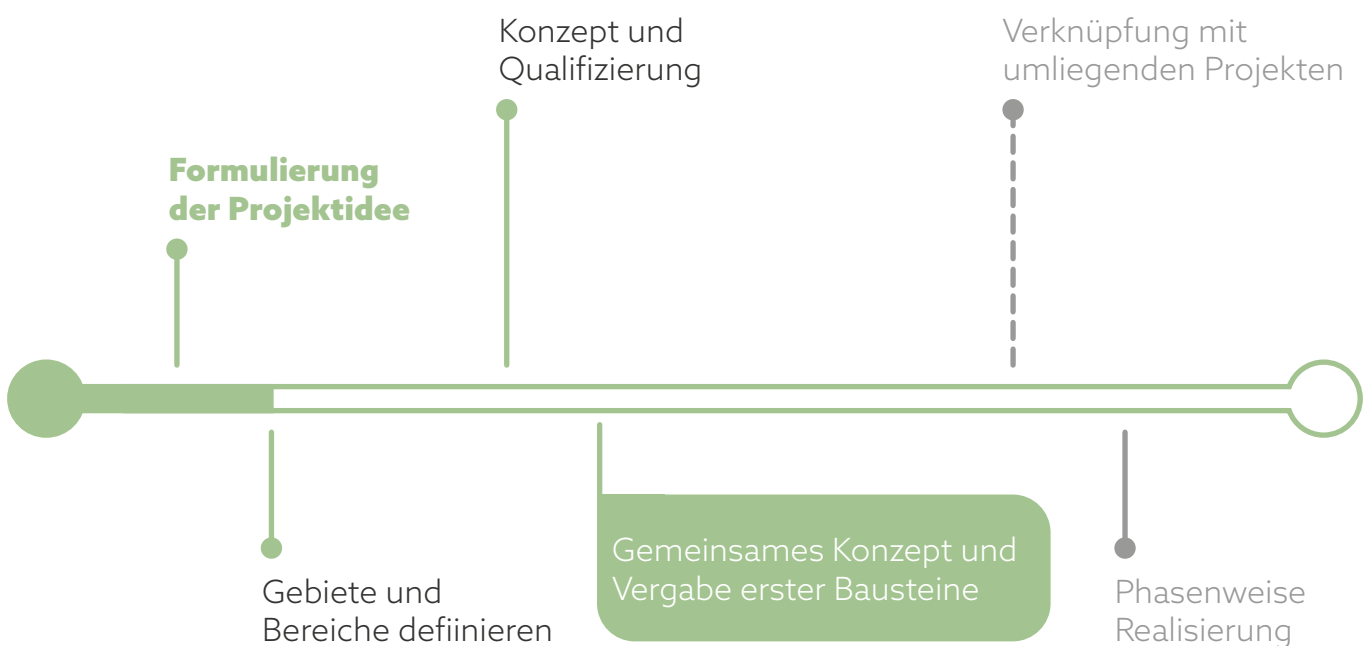 Konzept und
Qualifizierung
Verknüpfung mit
umliegenden Projekten
Formulierung
der Projektidee
Gemeinsames Konzept und
Vergabe erster Bausteine
Gebiete und
Bereiche defiinieren
Phasenweise
Realisierung